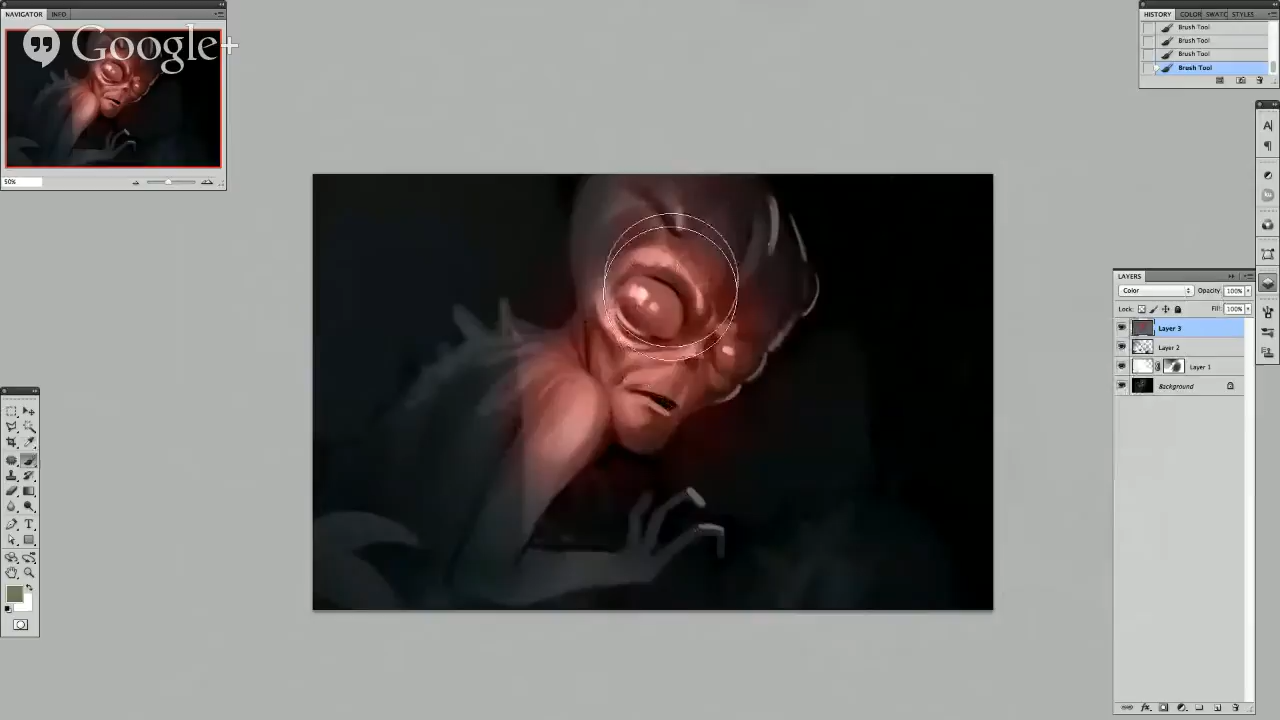 NAVIGATOR INFO
Google+
50%
HISTORY COLOR SWATC STYLES
Brush Tool
Brush Tool
Brush Tool
Brush Tool
LAYERS
Color Opacity: 100%
Lock: Fill: 100%
Layer 3
Layer 2
Layer 1
Background